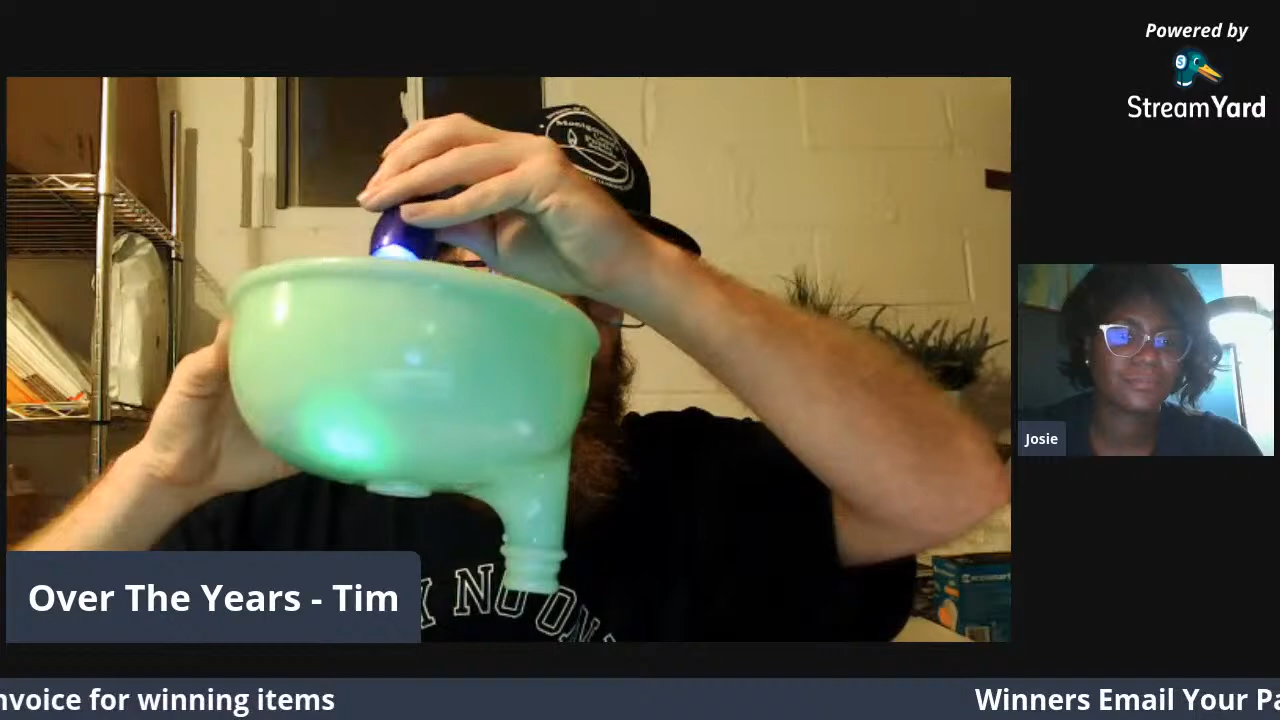 Powered by
StreamYard
Over The Years - Tim
Josie
nvoice for winning items
Winners Email Your Pa